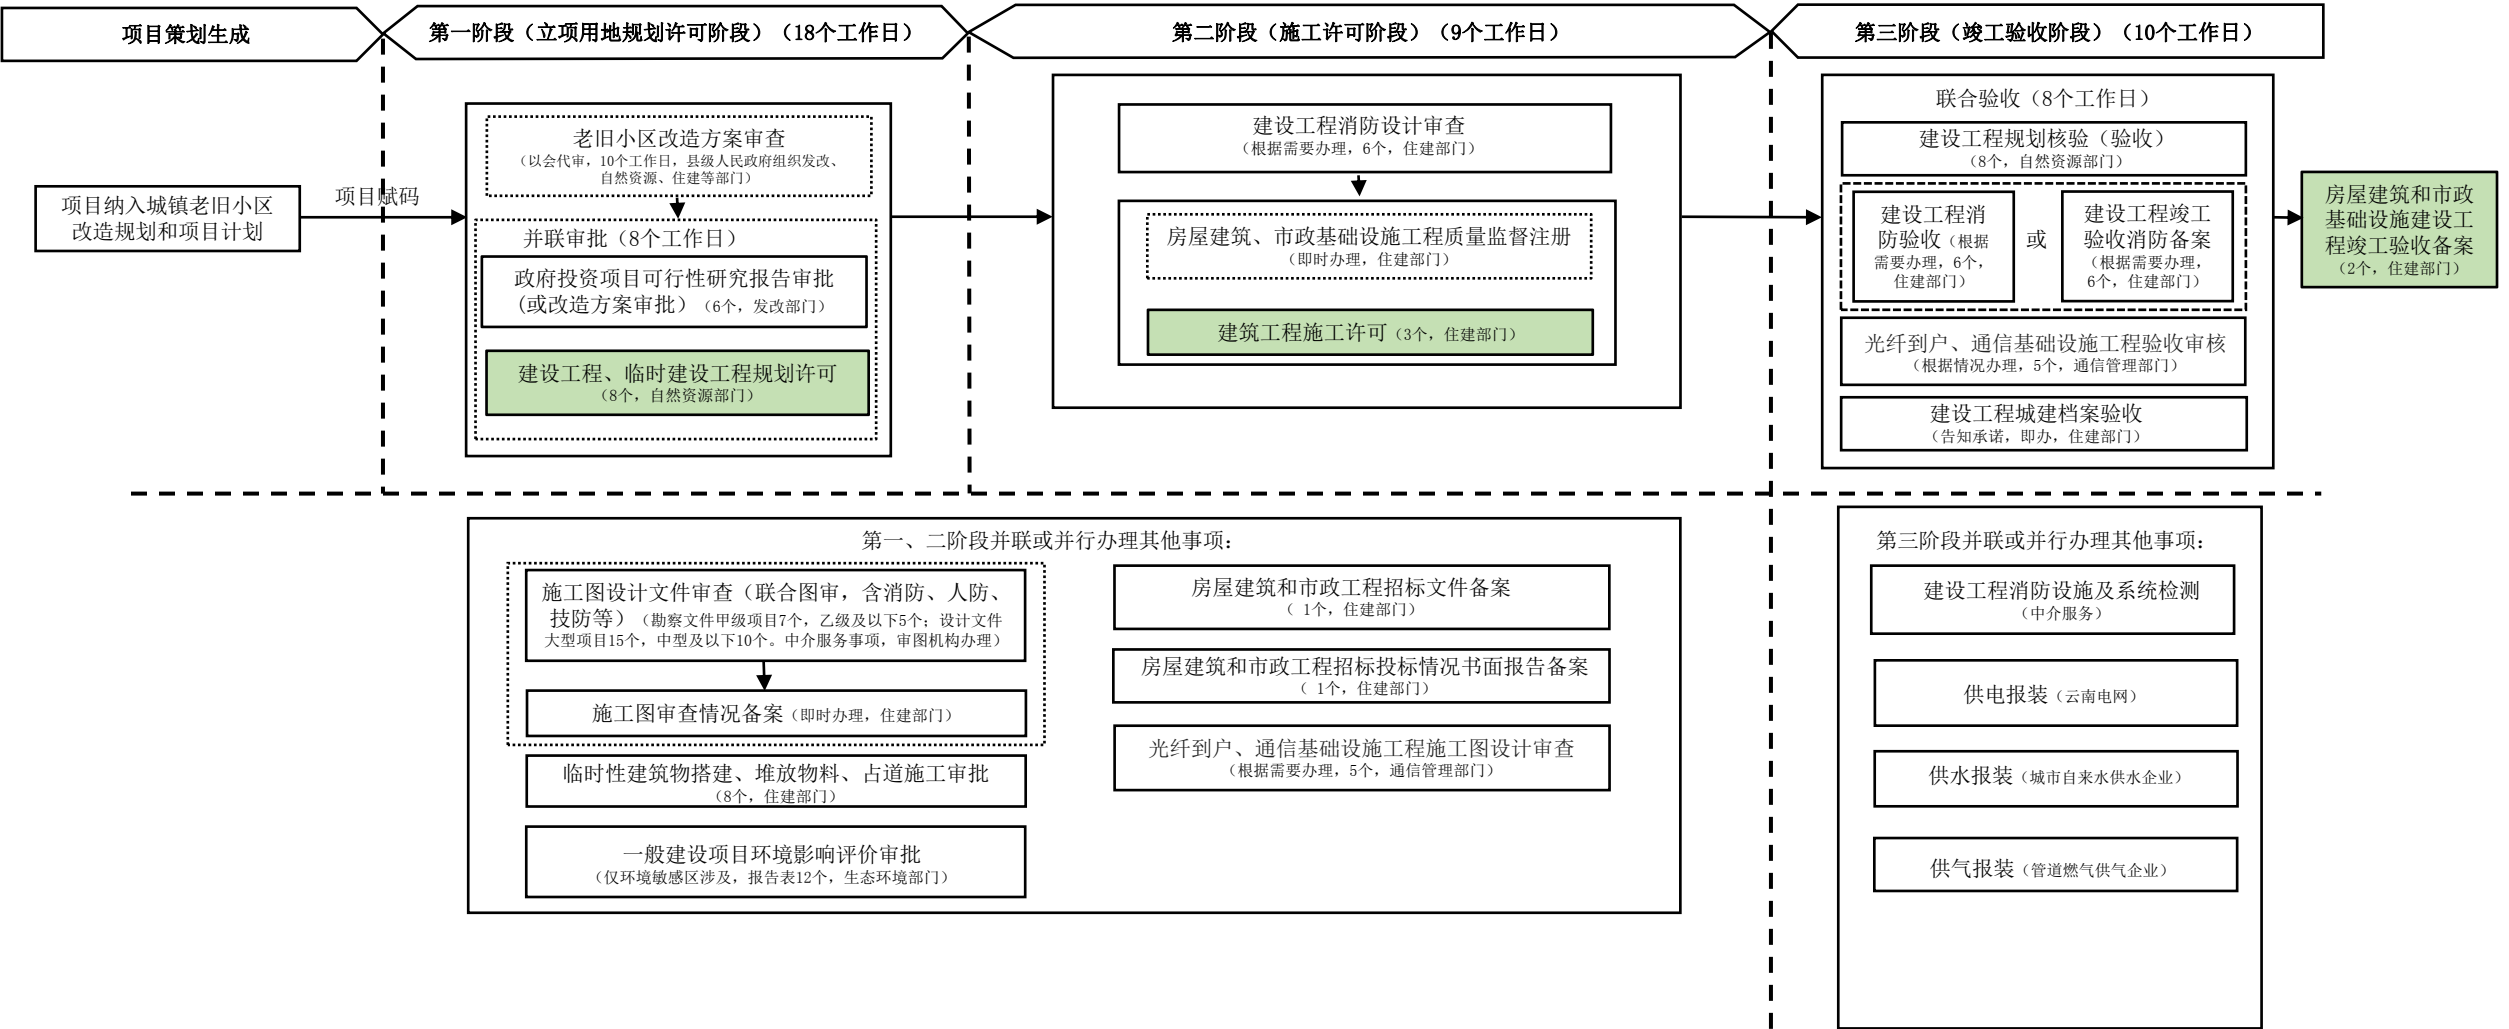 项目策划生成
第一阶段（立项用地规划许可阶段）（18个工作日）
第二阶段（施工许可阶段）（9个工作日）
第三阶段（竣工验收阶段）（10个工作日）
项目纳入城镇老旧小区
改造规划和项目计划
项目赋码
老旧小区改造方案审查
（以会代审，10个工作日，县级人民政府组织发改、
自然资源、住建等部门）
并联审批（8个工作日）
政府投资项目可行性研究报告审批
(或改造方案审批）（6个，发改部门）
建设工程、临时建设工程规划许可
（8个，自然资源部门）
建设工程消防设计审查
（根据需要办理，6个，住建部门）
房屋建筑、市政基础设施工程质量监督注册
（即时办理，住建部门）
建筑工程施工许可（3个，住建部门）
联合验收（8个工作日）
建设工程规划核验（验收）
（8个，自然资源部门）
建设工程消
防验收（根据
需要办理，6个，
住建部门）
或
建设工程竣工
验收消防备案
（根据需要办理，
6个，住建部门）
光纤到户、通信基础设施工程验收审核
（根据情况办理，5个，通信管理部门）
建设工程城建档案验收
（告知承诺，即办，住建部门）
房屋建筑和市政
基础设施建设工
程竣工验收备案
（2个，住建部门）
第一、二阶段并联或并行办理其他事项：
施工图设计文件审查（联合图审，含消防、人防、
技防等）（勘察文件甲级项目7个，乙级及以下5个；设计文件
大型项目15个，中型及以下10个。中介服务事项，审图机构办理）
施工图审查情况备案（即时办理，住建部门）
临时性建筑物搭建、堆放物料、占道施工审批
（8个，住建部门）
一般建设项目环境影响评价审批
（仅环境敏感区涉及，报告表12个，生态环境部门）
房屋建筑和市政工程招标文件备案
（ 1个，住建部门）
房屋建筑和市政工程招标投标情况书面报告备案
（ 1个，住建部门）
光纤到户、通信基础设施工程施工图设计审查
（根据需要办理，5个，通信管理部门）
第三阶段并联或并行办理其他事项：
建设工程消防设施及系统检测
（中介服务）
供电报装（云南电网）
供水报装（城市自来水供水企业）
供气报装（管道燃气供气企业）